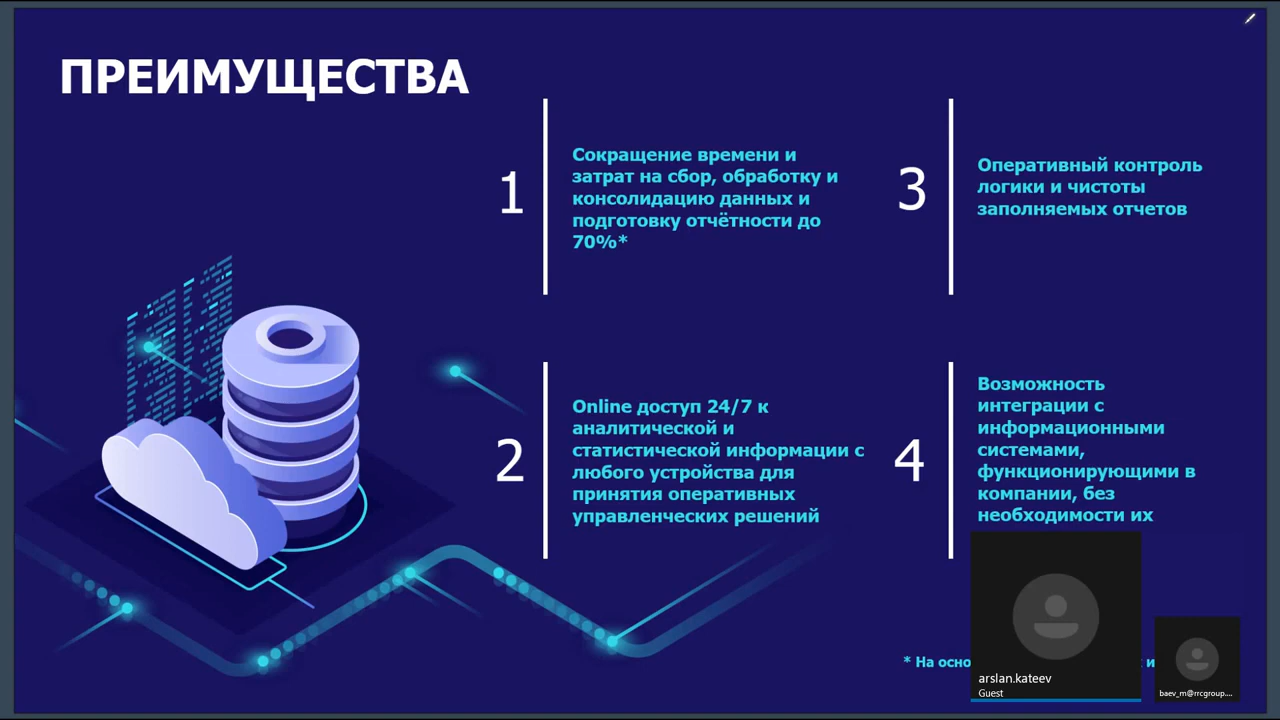 ПРЕИМУЩЕСТВА
1
Сокращение времени и
затрат на сбор, обработку и
консолидацию данных и
подготовку отчётности до
70%*
2
Online доступ 24/7 к
аналитической и
статистической информации с
любого устройства для
принятия оперативных
управленческих решений
3
Оперативный контроль
логики и чистоты
заполняемых отчетов
4
Возможность
интеграции с
информационными
системами,
функционирующими в
компании, без
необходимости их
* На
arslan.kateev
Guest
baev_m@rrcgroup....